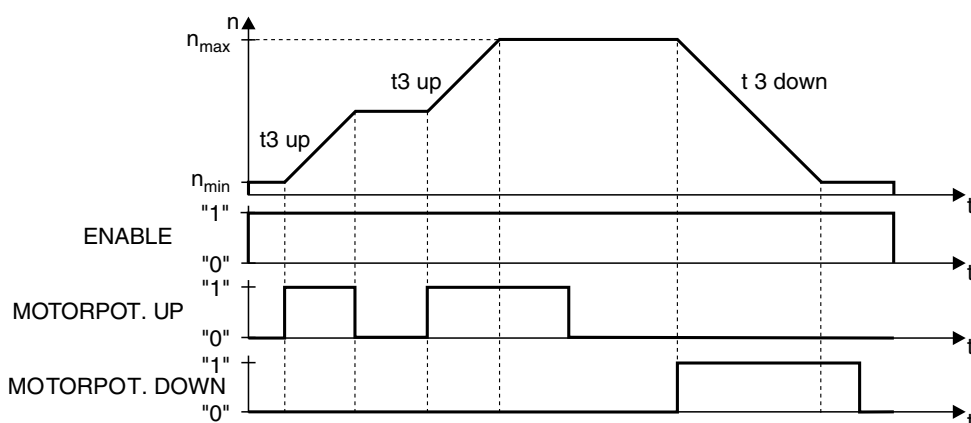 n
nmax
t3 up
t 3 down
t3 up
nmin
t
"1"
ENABLE
"0"
t
"1"
MOTORPOT. UP
"0"
t
"1"
MOTORPOT. DOWN
"0"
t